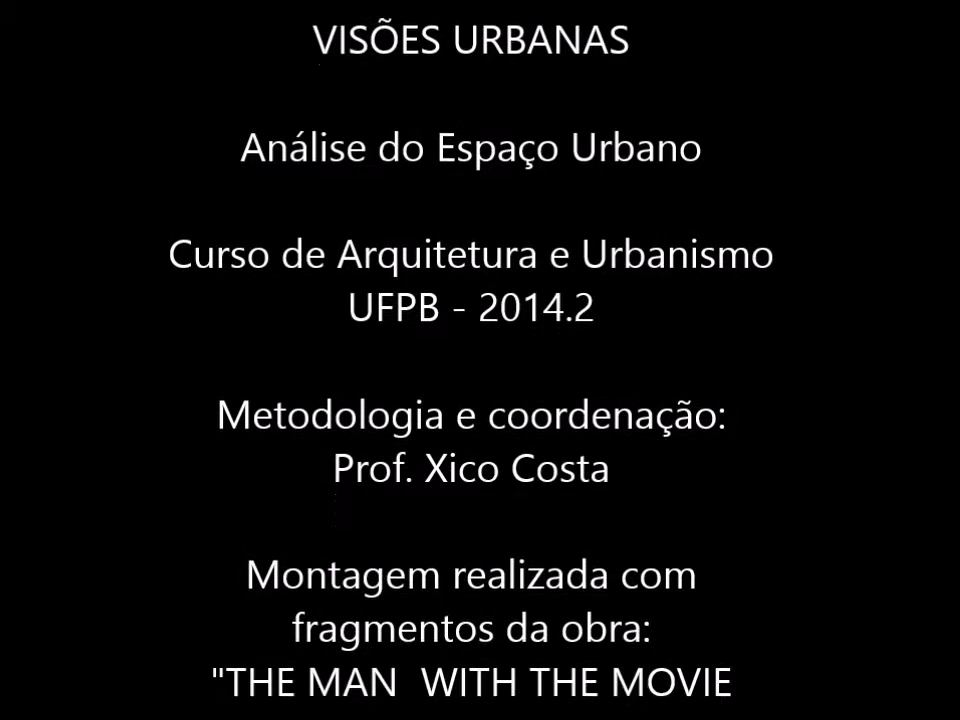 VISÕES URBANAS
Análise do Espaço Urbano
Curso de Arquitetura e Urbanismo
UFPB - 2014.2
Metodologia e coordenação:
Prof. Xico Costa
Montagem realizada com
fragmentos da obra:
"THE MAN  WITH THE MOVIE